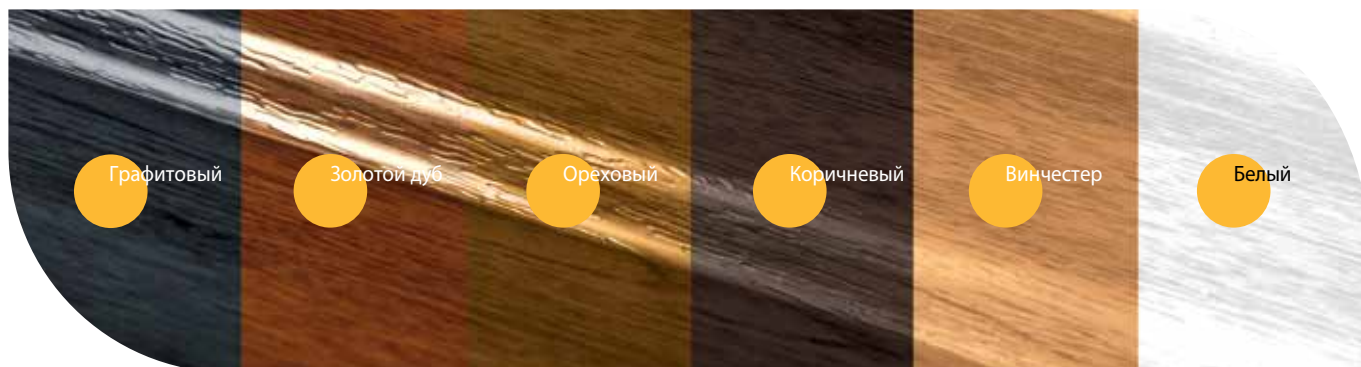 Графитовый
Золотой дуб
Ореховый
Коричневый
Винчестер
Белый